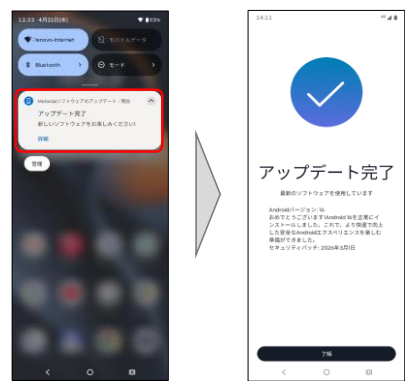 11:33 4月22日(水)
83%
lenovo-internet
モバイルデータ
Bluetooth
モード
Motorolaソフトウェアのアップデート・現在
アップデート完了
新しいソフトウェアをお楽しみください!
詳細
管理
14:11
アップデート完了
最新のソフトウェアを使用しています
Androidバージョン: 16
おめでとうございます!Android 16を正常にイ
ンストールしました。これで、より快適で向上
した安全なAndroidエクスペリエンスを楽しむ
準備ができました。
セキュリティパッチ: 2026年3月1日
了解